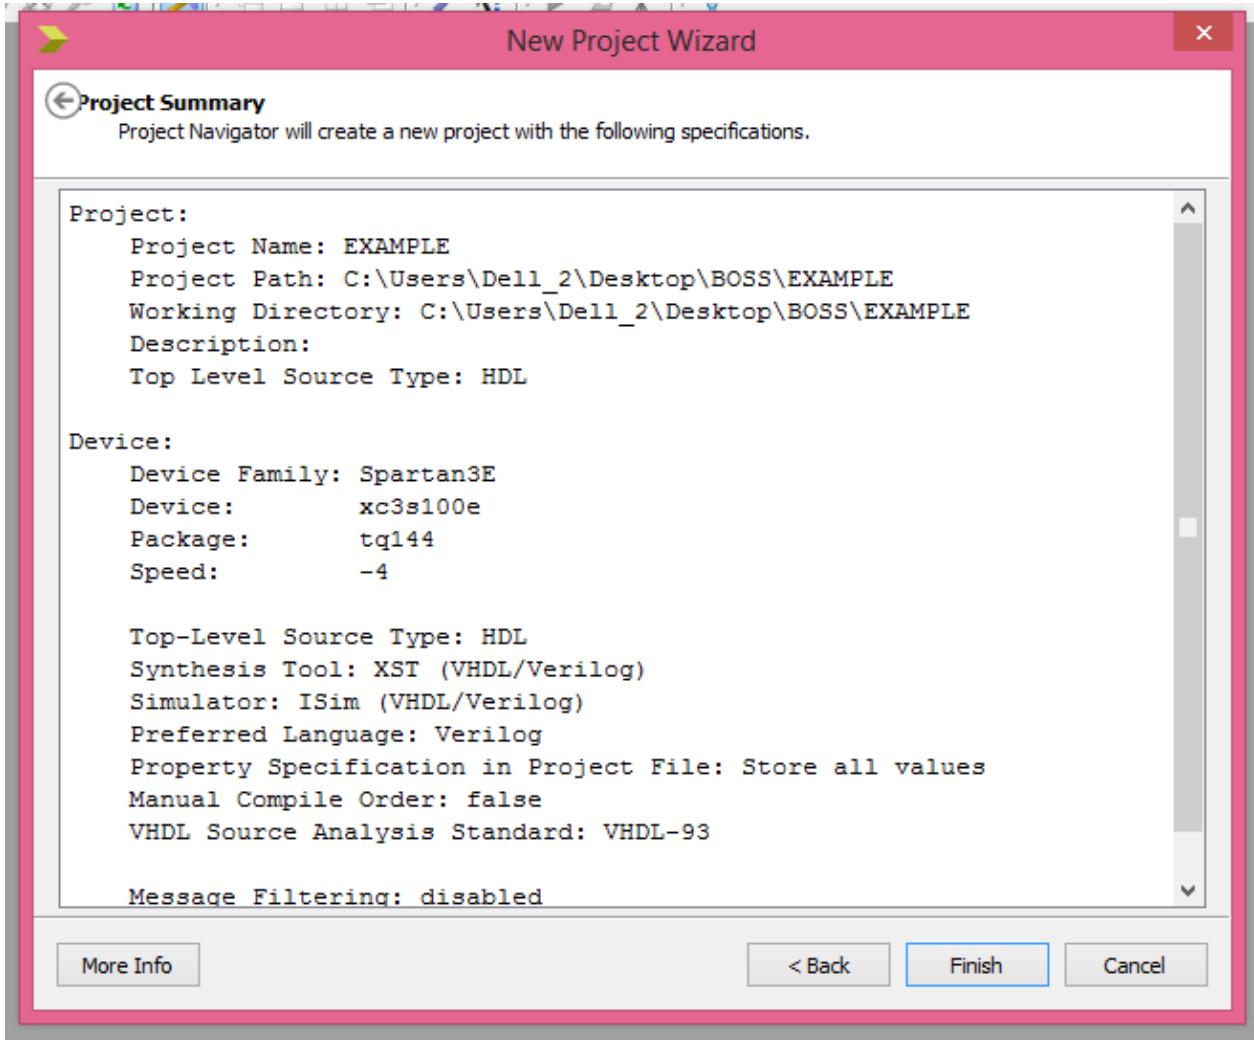 New Project Wizard
Project Summary
Project Navigator will create a new project with the following specifications.
Project:
Project Name: EXAMPLE
Project Path: C:\Users\Dell_2\Desktop\BOSS\EXAMPLE
Working Directory: C:\Users\Dell_2\Desktop\BOSS\EXAMPLE
Description:
Top Level Source Type: HDL
Device:
Device Family: Spartan3E
Device: xc3s100e
Package: tq144
Speed: -4
Top-Level Source Type: HDL
Synthesis Tool: XST (VHDL/Verilog)
Simulator: ISim (VHDL/Verilog)
Preferred Language: Verilog
Property Specification in Project File: Store all values
Manual Compile Order: false
VHDL Source Analysis Standard: VHDL-93
Message Filtering: disabled
More Info
< Back
Finish
Cancel